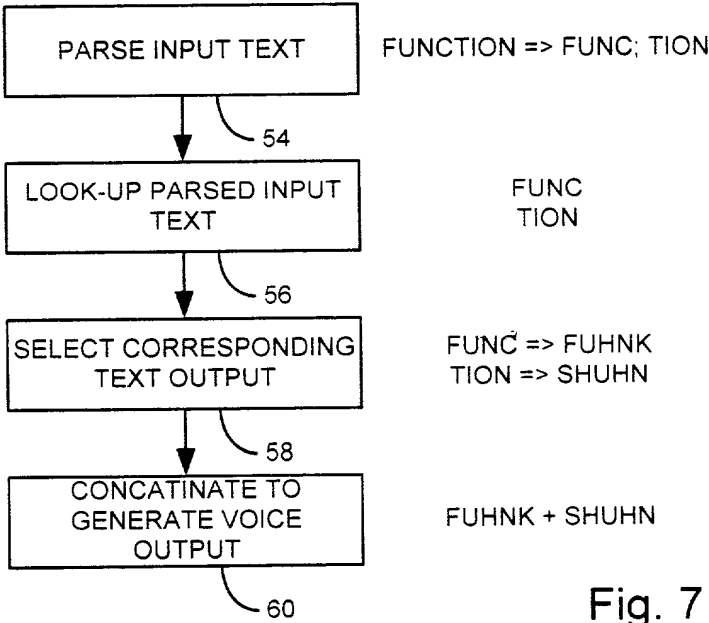 PARSE INPUT TEXT
FUNCTION => FUNC; TION
54
LOOK-UP PARSED INPUT
TEXT
FUNC
TION
56
SELECT CORRESPONDING
TEXT OUTPUT
FUNC => FUHNK
TION => SHUHN
58
CONCATINATE TO
GENERATE VOICE
OUTPUT
FUHNK + SHUHN
60
Fig. 7